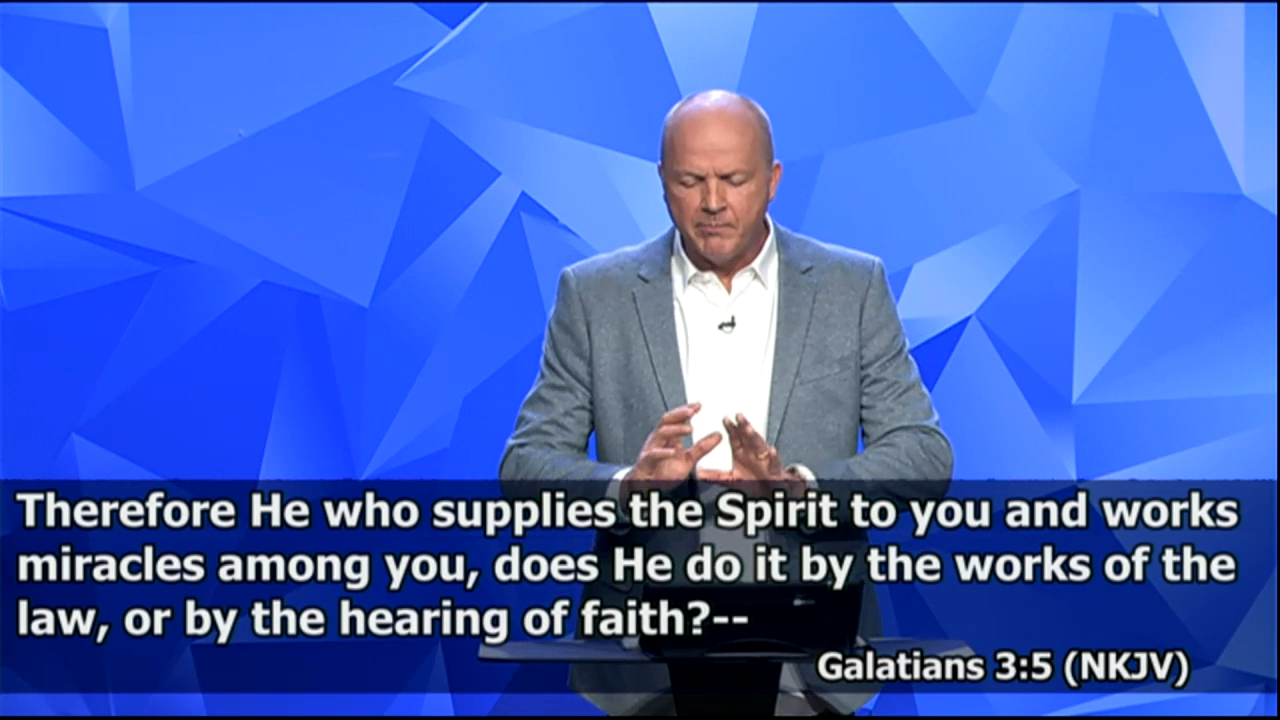 Therefore He who supplies the Spirit to you and works
miracles among you, does He do it by the works of the
law, or by the hearing of faith?--
Galatians 3:5 (NKJV)